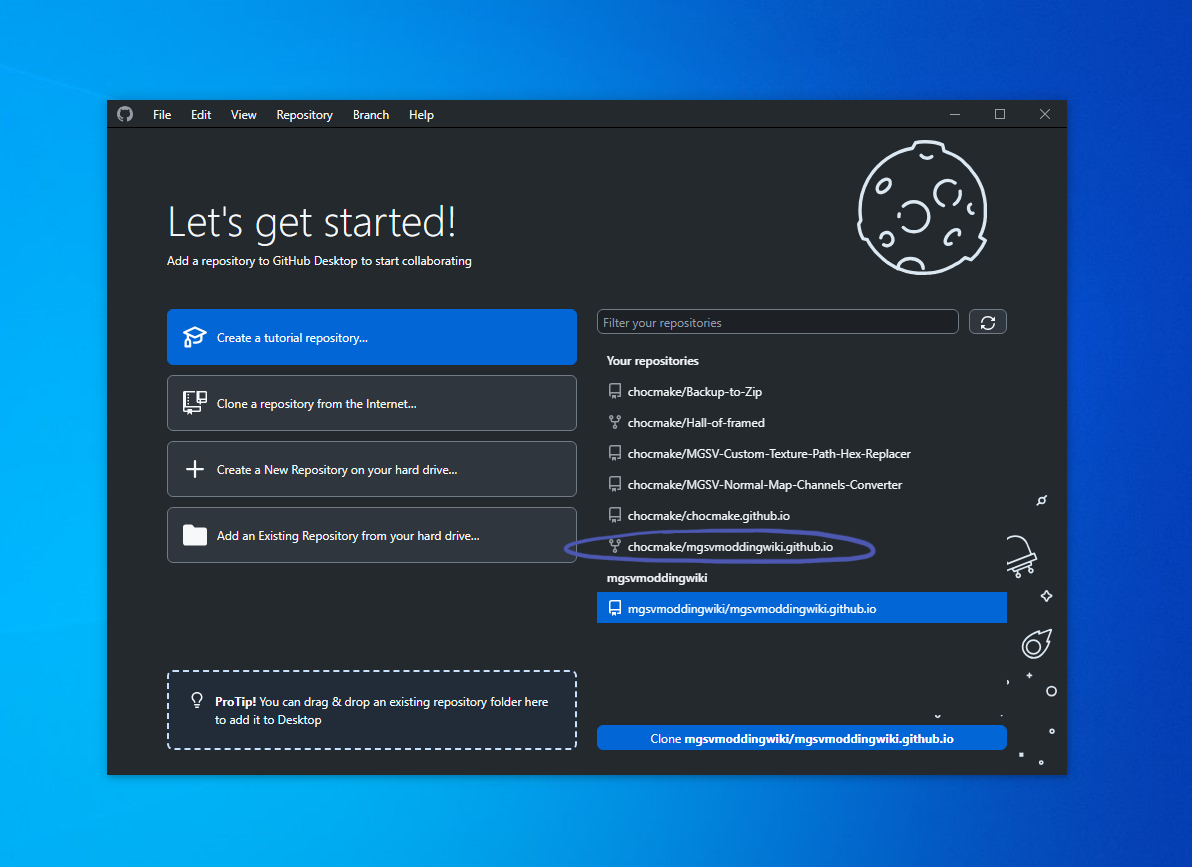 File Edit View Repository Branch Help
Let's get started!
Add a repository to GitHub Desktop to start collaborating
Create a tutorial repository...
Clone a repository from the Internet...
Create a New Repository on your hard drive...
Add an Existing Repository from your hard drive...
ProTip! You can drag & drop an existing repository folder here
to add it to Desktop
Filter your repositories
Your repositories
chocmake/Backup-to-Zip
chocmake/Hall-of-framed
chocmake/MGSV-Custom-Texture-Path-Hex-Replacer
chocmake/MGSV-Normal-Map-Channels-Converter
chocmake/chocmake.github.io
chocmake/mgsvmoddingwiki.github.io
mgsvmoddingwiki
mgsvmoddingwiki/mgsvmoddingwiki.github.io
Clone mgsvmoddingwiki/mgsvmoddingwiki.github.io